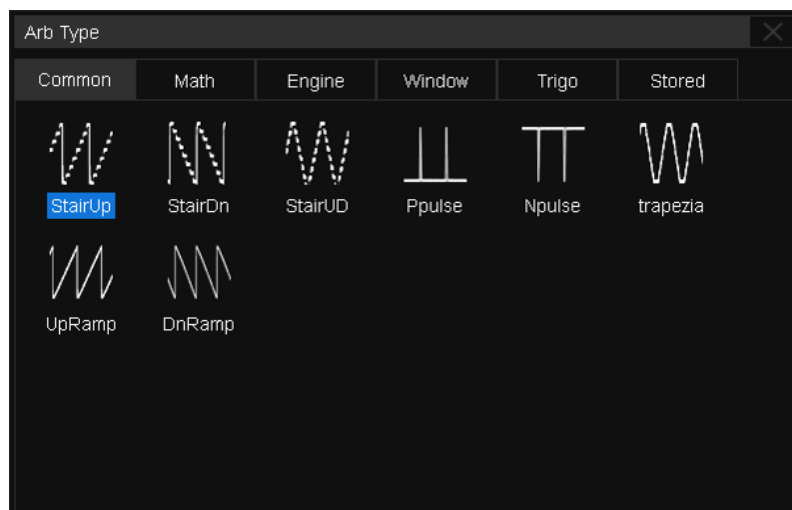 Arb Type
Common Math Engine Window Trigo Stored
StairUp StairDn StairUD Ppulse Npulse trapezia
UpRamp DnRamp